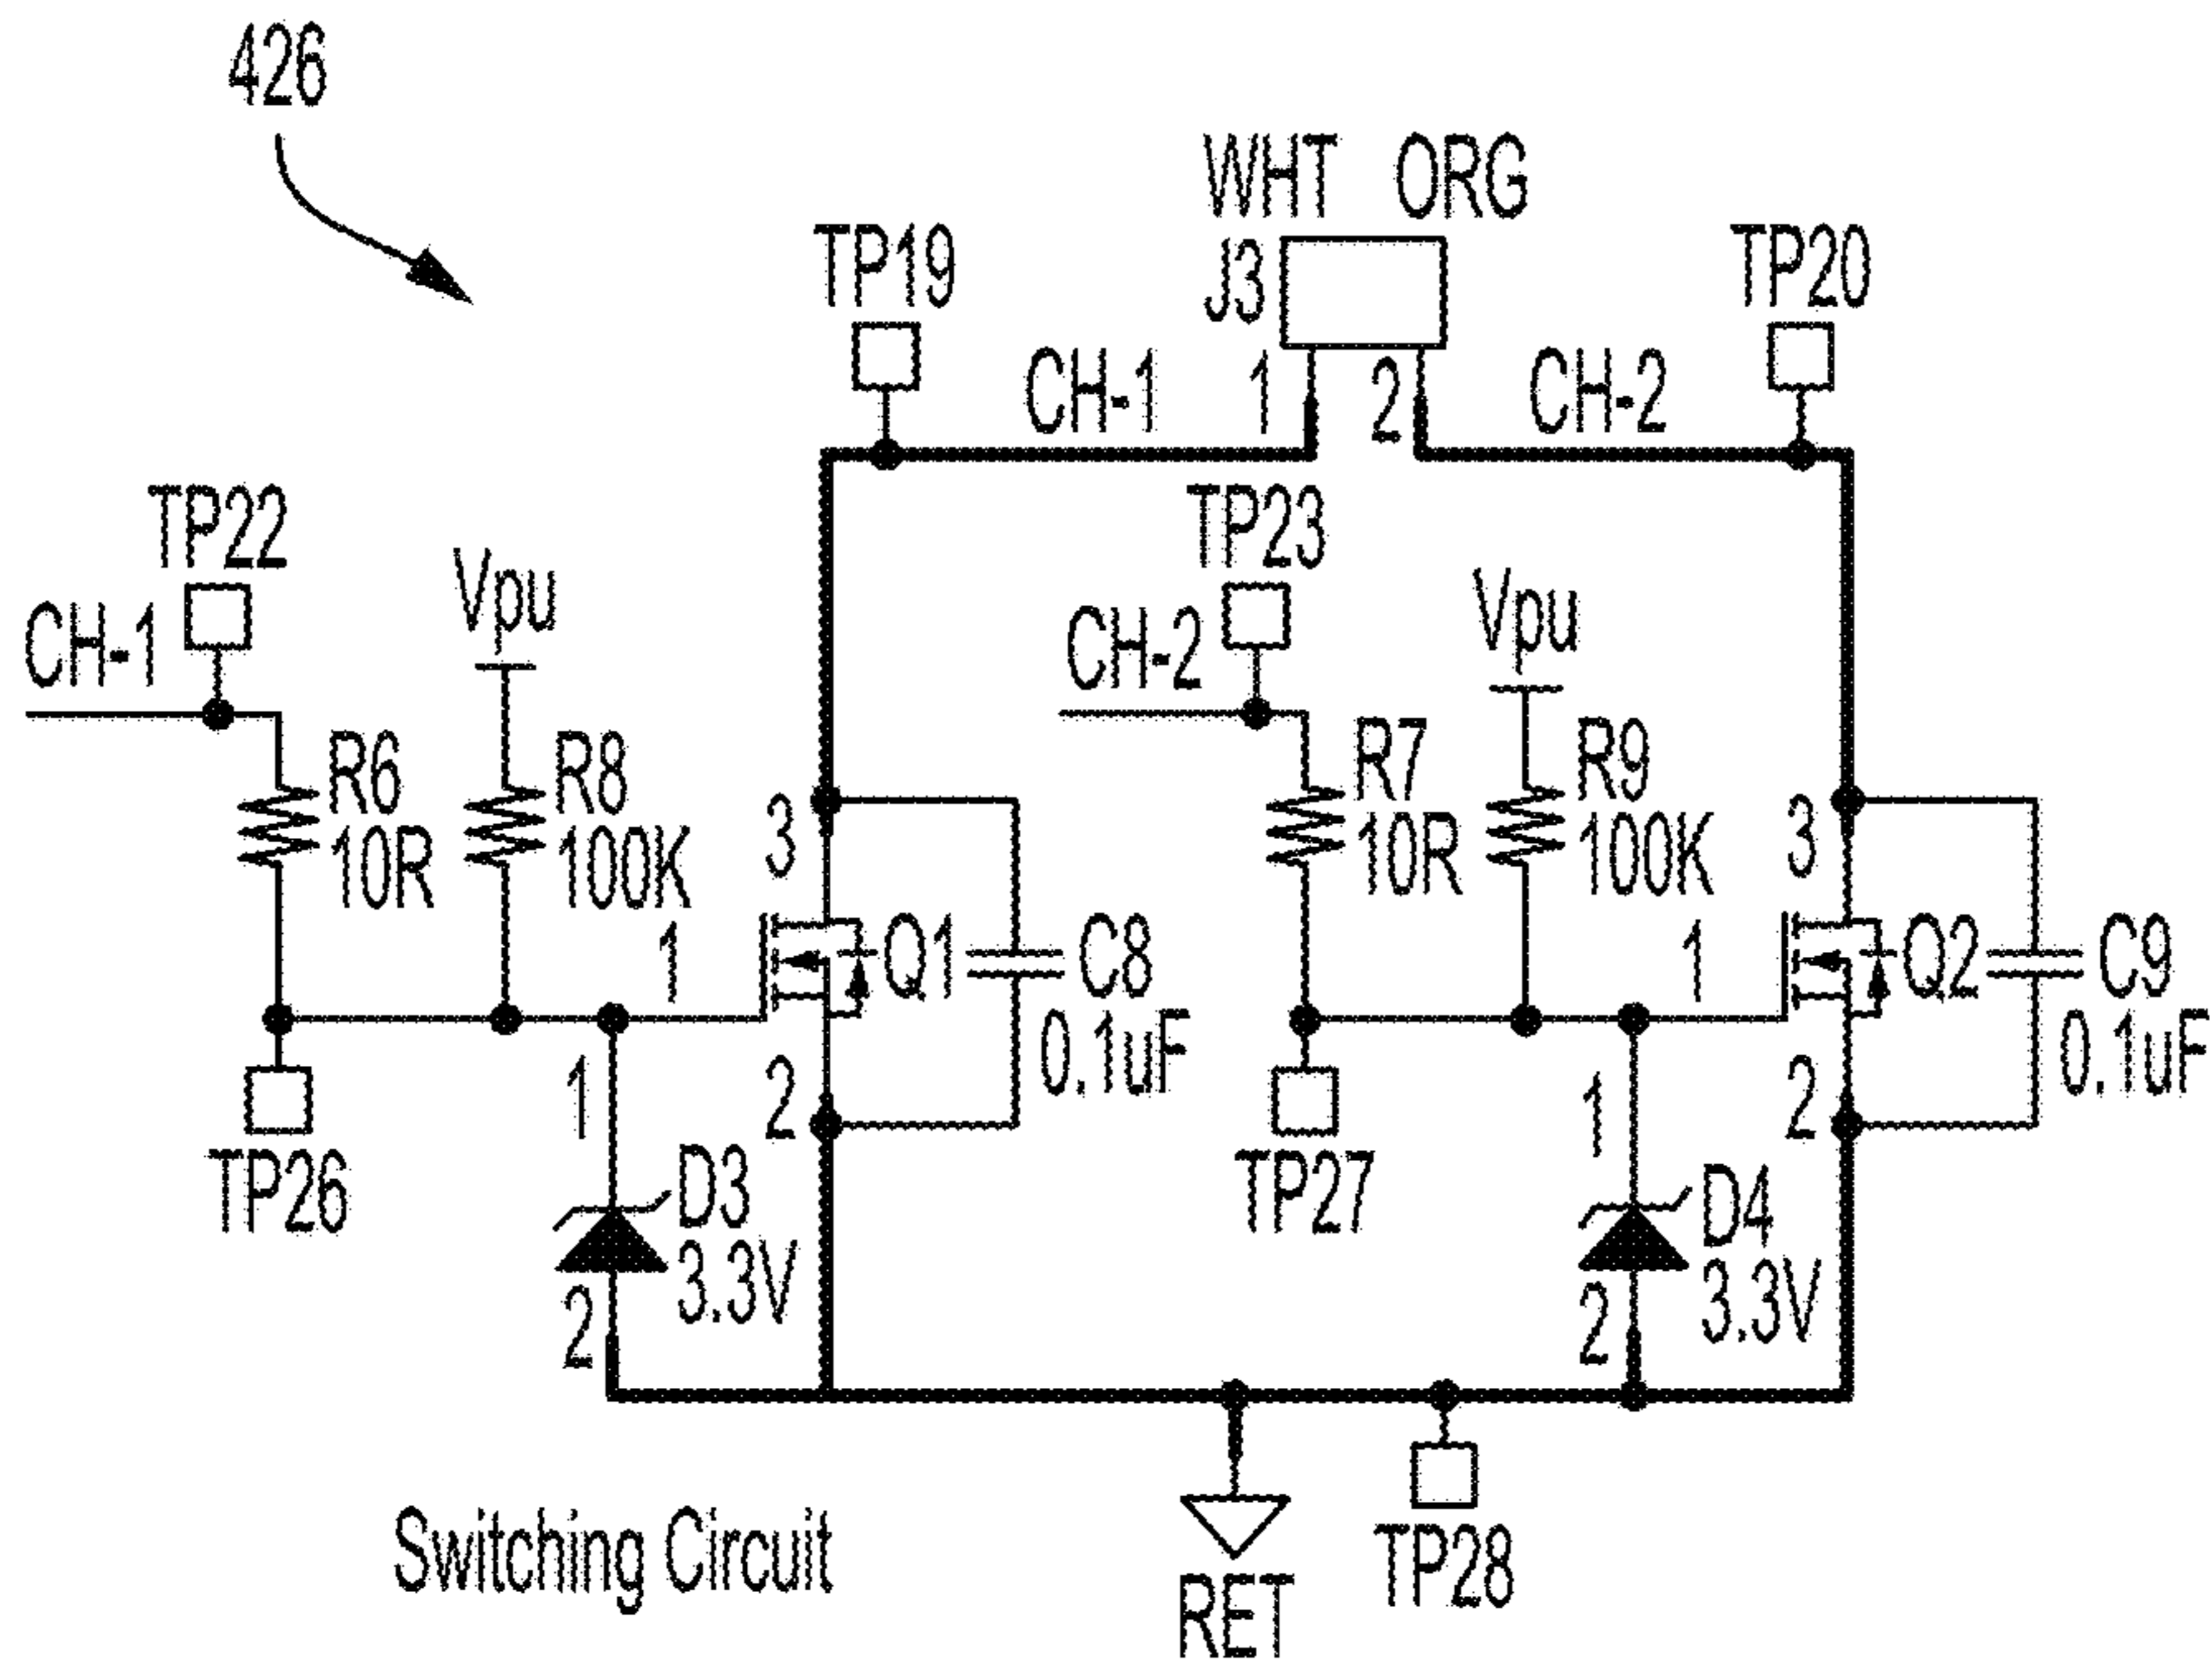 426
WHT ORG
TP19
J3
TP20
CH-1
1
2
CH-2
TP22
TP23
Vpu
Vpu
CH-1
CH-2
R6
10R
R8
100K
R7
10R
R9
100K
3
3
1
Q1
C8
0.1uF
1
Q2
C9
0.1uF
1
2
1
2
TP26
TP27
D3
3.3V
D4
3.3V
2
2
Switching Circuit
RET
TP28